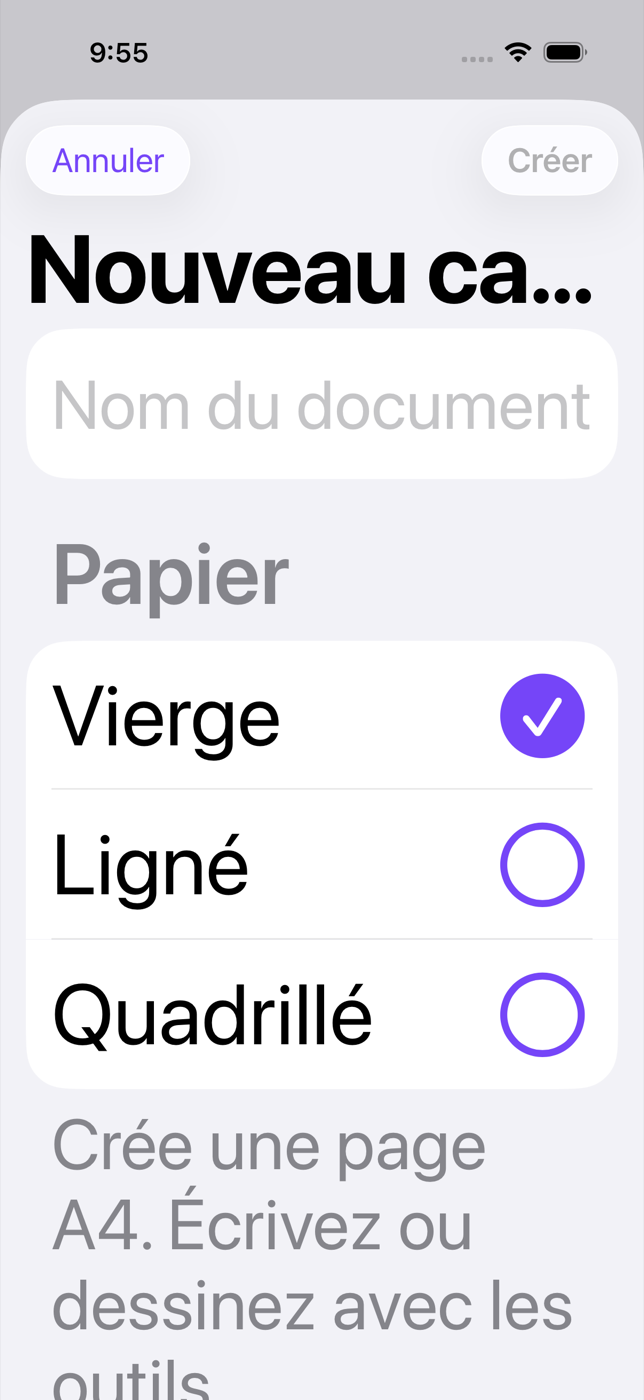 9:55
Annuler
Créer
Nouveau ca...
Nom du document
Papier
Vierge
Ligné
Quadrillé
Crée une page
A4. Écrivez ou
dessinez avec les
outils